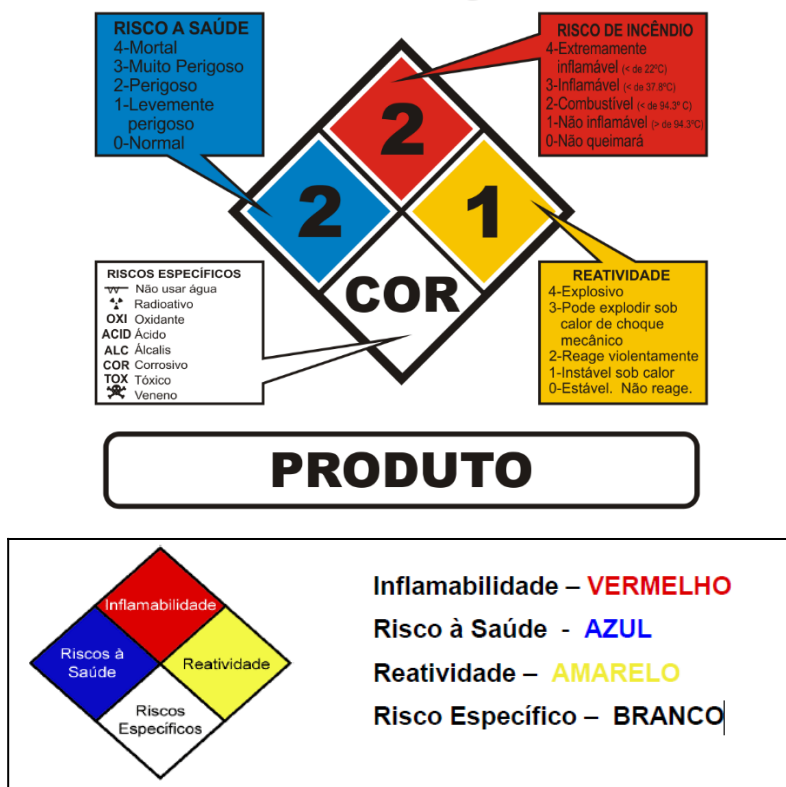 RISCO A SAÚDE
4-Mortal
3-Muito Perigoso
2-Perigoso
1-Levemente
perigoso
0-Normal
RISCO DE INCÊNDIO
4-Extremamente
inflamável (< de 22ºC)
3-Inflamável (< de 37.8ºC)
2-Combustível (< de 94.3º C)
1-Não inflamável (> de 94.3ºC)
0-Não queimará
2
2
1
COR
RISCOS ESPECÍFICOS
W Não usar água
Radioativo
OXI Oxidante
ACID Ácido
ALC Álcalis
COR Corrosivo
TOX Tóxico
Veneno
REATIVIDADE
4-Explosivo
3-Pode explodir sob
calor de choque
mecânico
2-Reage violentamente
1-Instável sob calor
0-Estável. Não reage.
PRODUTO
Inflamabilidade
Riscos à
Saúde
Reatividade
Riscos
Específicos
Inflamabilidade – VERMELHO
Risco à Saúde - AZUL
Reatividade – AMARELO
Risco Específico – BRANCO